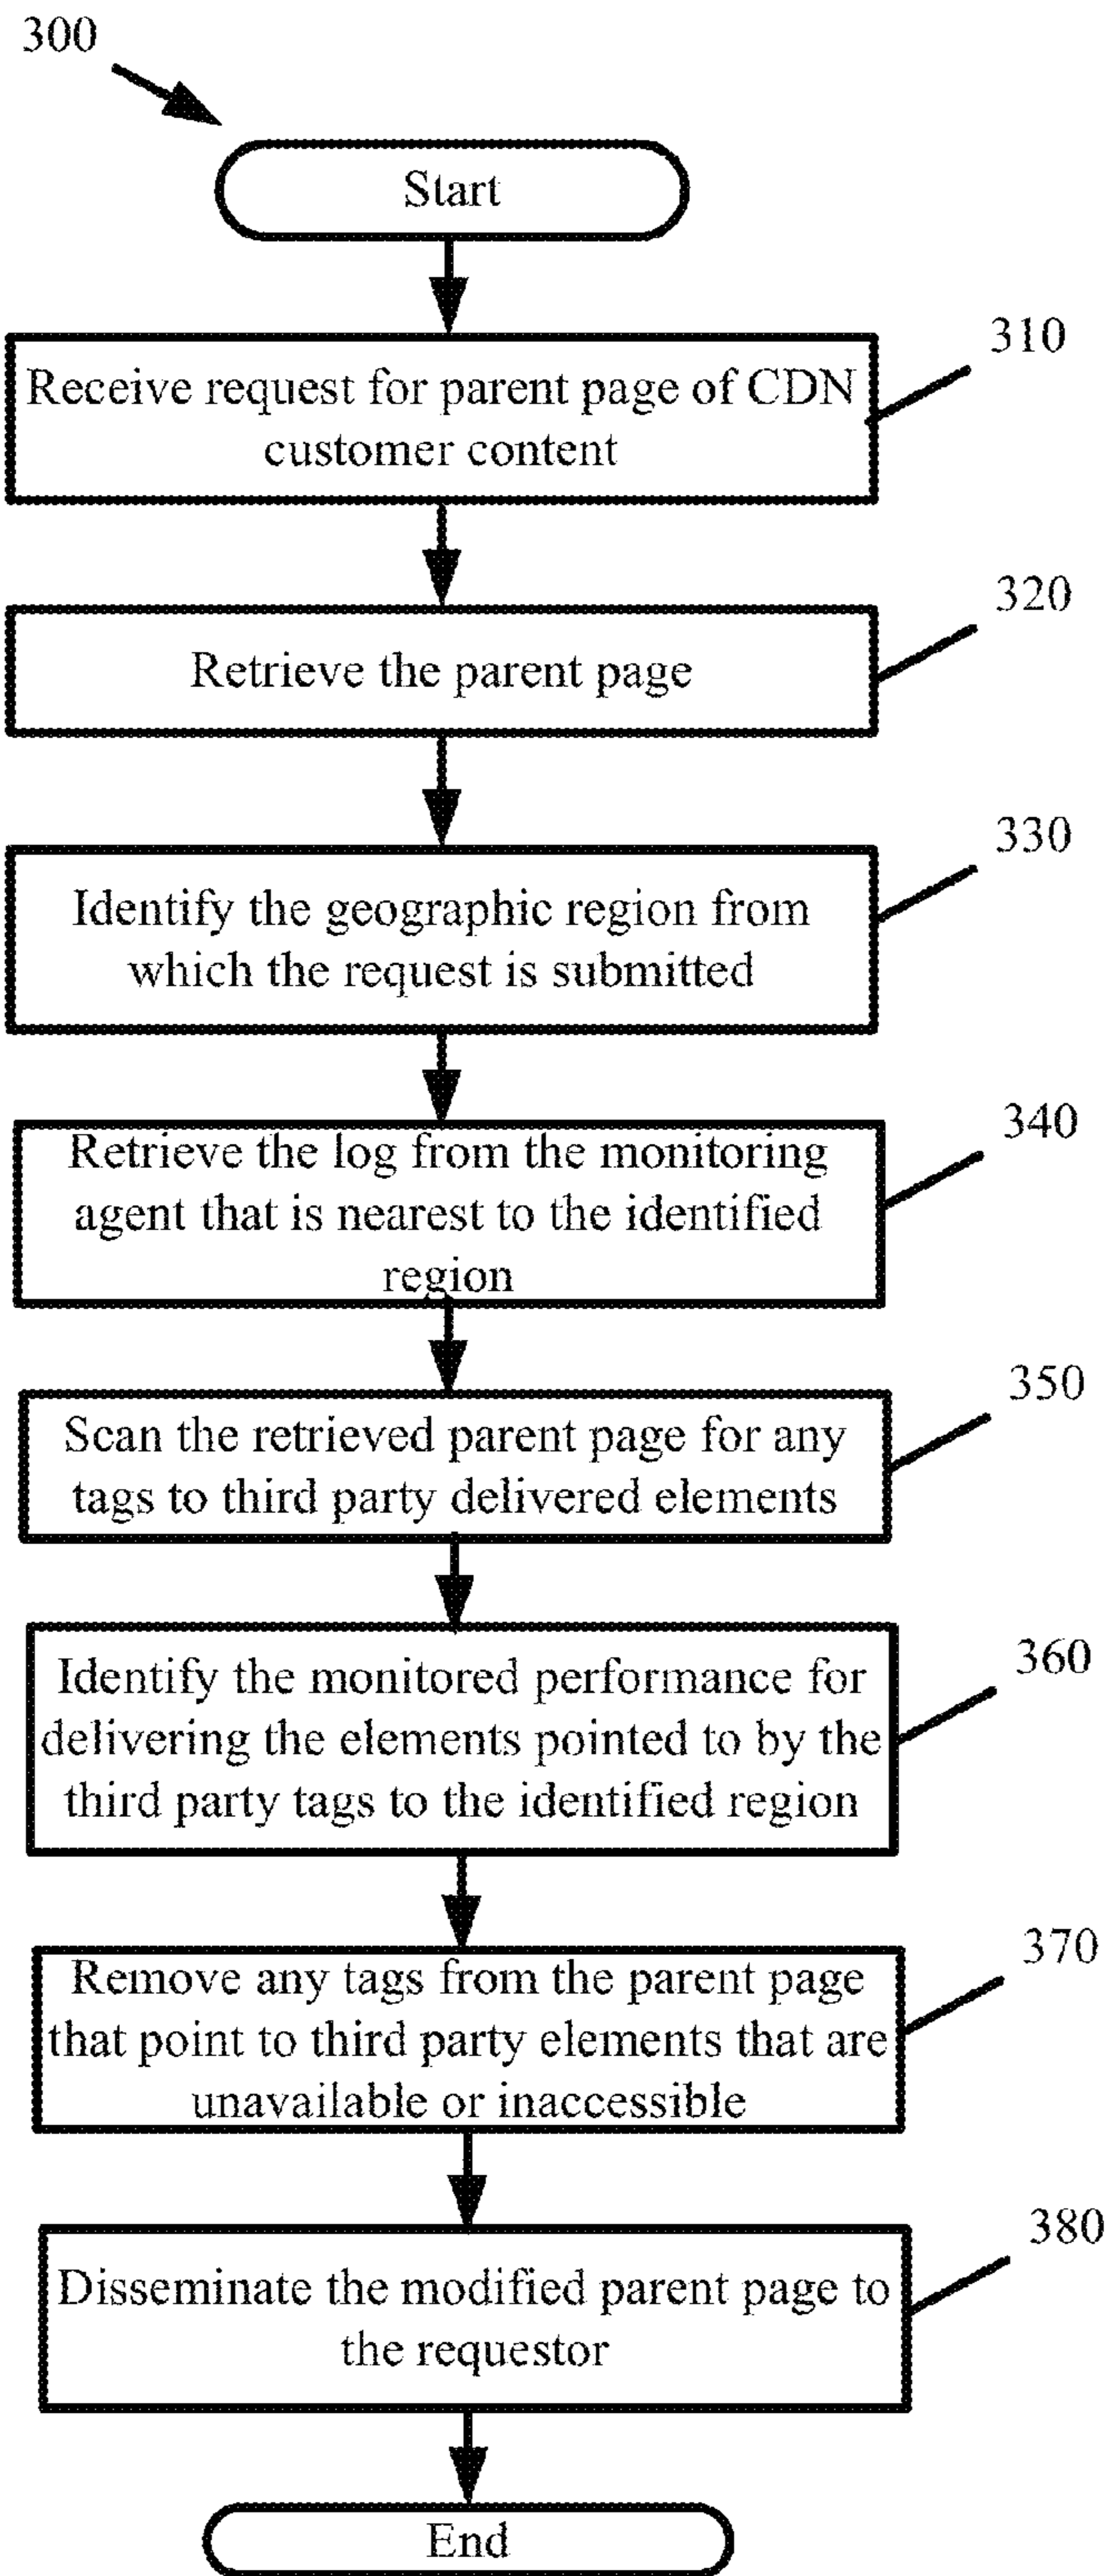 300
Start
310
Receive request for parent page of CDN
customer content
320
Retrieve the parent page
330
Identify the geographic region from
which the request is submitted
340
Retrieve the log from the monitoring
agent that is nearest to the identified
region
350
Scan the retrieved parent page for any
tags to third party delivered elements
360
Identify the monitored performance for
delivering the elements pointed to by the
third party tags to the identified region
370
Remove any tags from the parent page
that point to third party elements that are
unavailable or inaccessible
380
Disseminate the modified parent page to
the requestor
End